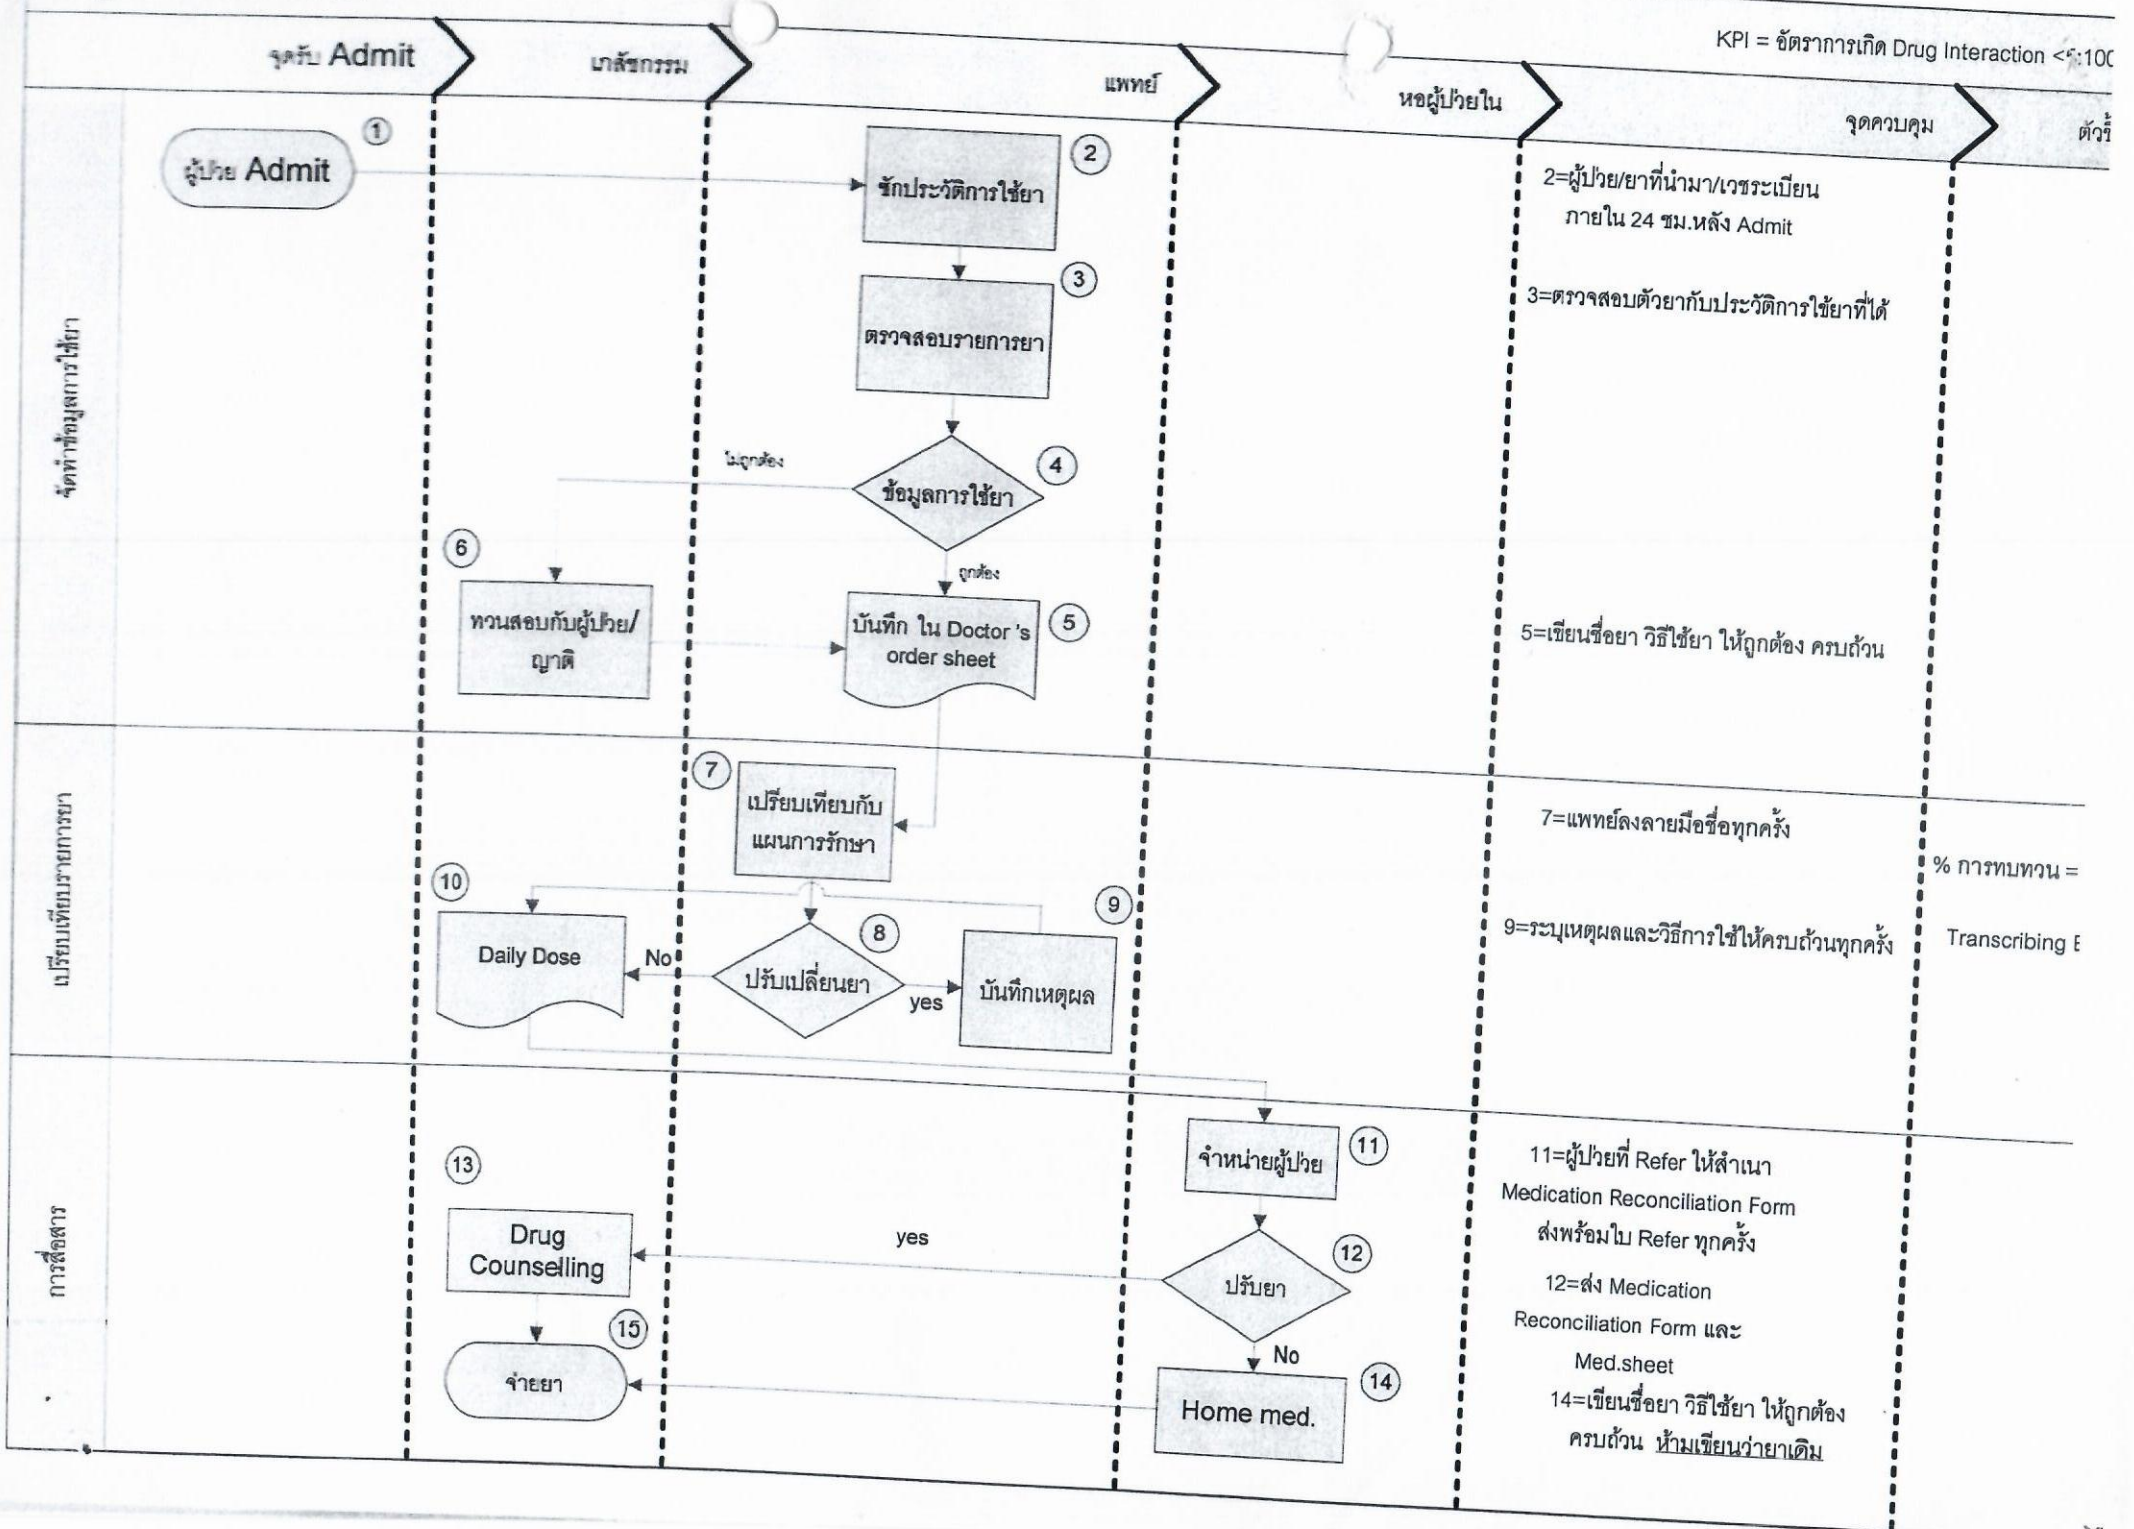 KPI = อัตราการเกิด Drug Interaction
จุดรับ Admit
เภสัชกรรม
แพทย์
หอผู้ป่วยใน
จุดควบคุม
จัดทำข้อมูลการใช้ยา
ผู้ป่วย Admit
1
ซักประวัติการใช้ยา
2
2=ผู้ป่วย/ยาที่นำมา/เวชระเบียน
ภายใน 24 ชม.หลัง Admit
ตรวจสอบรายการยา
3
3=ตรวจสอบตัวยากับประวัติการใช้ยาที่ได้
ข้อมูลการใช้ยา
4
ไม่ถูกต้อง
ถูกต้อง
6
ทวนสอบกับผู้ป่วย/
ญาติ
บันทึก ใน Doctor 's
order sheet
5
5=เขียนชื่อยา วิธีใช้ยา ให้ถูกต้อง ครบถ้วน
เปรียบเทียบรายการยา
7
เปรียบเทียบกับ
แผนการรักษา
7=แพทย์ลงลายมือชื่อทุกครั้ง
% การทบทวน =
10
Daily Dose
No
ปรับเปลี่ยนยา
8
yes
9
บันทึกเหตุผล
9=ระบุเหตุผลและวิธีการใช้ให้ครบถ้วนทุกครั้ง
Transcribing E
การสื่อสาร
จำหน่ายผู้ป่วย
11
11=ผู้ป่วยที่ Refer ให้สำเนา
Medication Reconciliation Form
ส่งพร้อมใบ Refer ทุกครั้ง
13
Drug
Counselling
yes
ปรับยา
12
12=ส่ง Medication
Reconciliation Form และ
Med.sheet
15
จ่ายยา
No
Home med.
14
14=เขียนชื่อยา วิธีใช้ยา ให้ถูกต้อง
ครบถ้วน ห้ามเขียนว่ายาเดิม